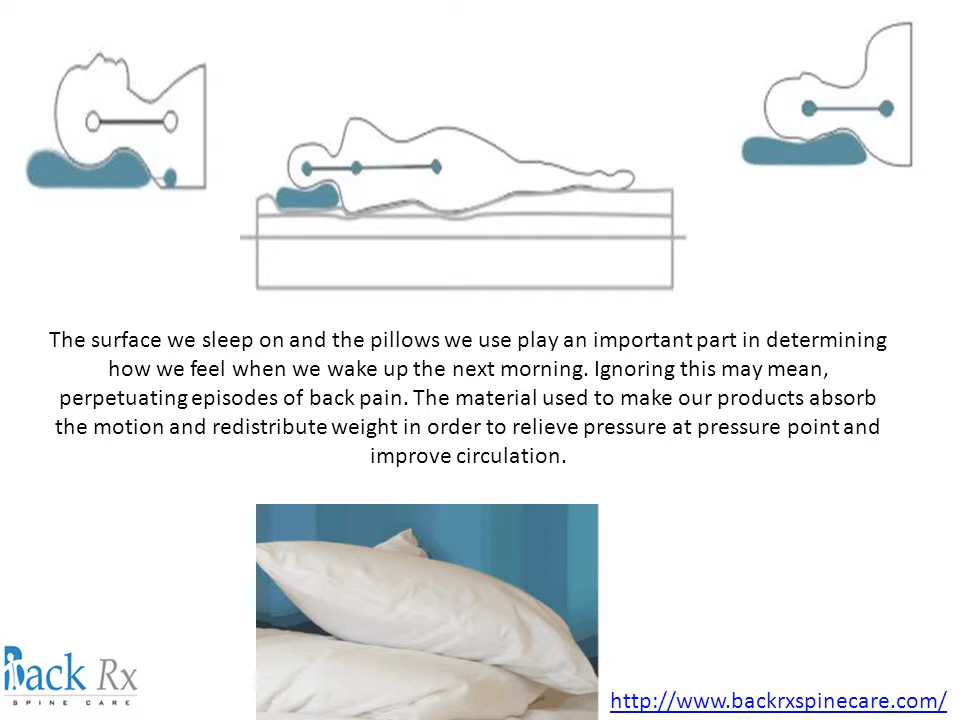 The surface we sleep on and the pillows we use play an important part in determining
how we feel when we wake up the next morning. Ignoring this may mean,
perpetuating episodes of back pain. The material used to make our products absorb
the motion and redistribute weight in order to relieve pressure at pressure point and
improve circulation.
Back Rx
SPINE CARE
http://www.backrxspinecare.com/